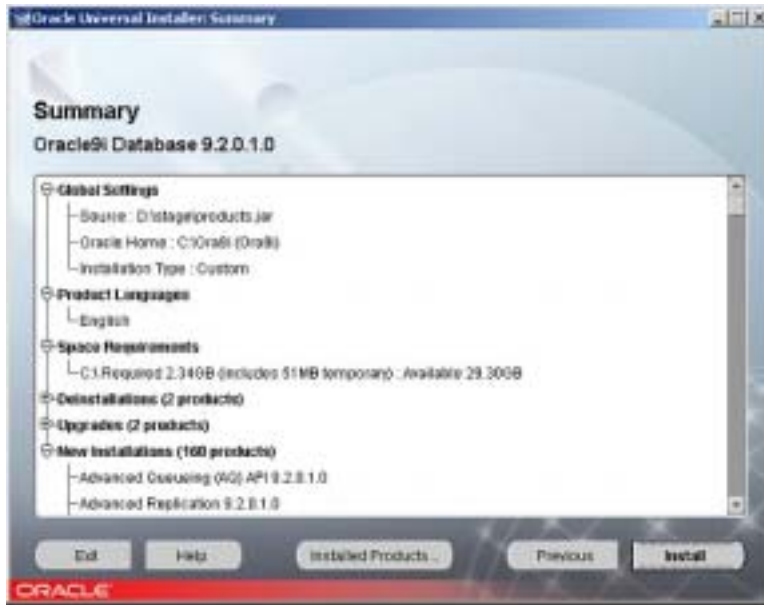 Oracle Universal Installer: Summary
Summary
Oracle9i Database 9.2.0.1.0
Global Settings
Source : D:\stage\products.jar
Oracle Home : C:\Ora9i (Ora9i)
Installation Type : Custom
Product Languages
English
Space Requirements
C:\ Required 2.34GB (includes 51MB temporary) : Available 29.30GB
Deinstallations (2 products)
Upgrades (2 products)
New Installations (160 products)
Advanced Queueing (AQ) API 9.2.0.1.0
Advanced Replication 9.2.0.1.0
Exit
Help
Installed Products...
Previous
Install
ORACLE